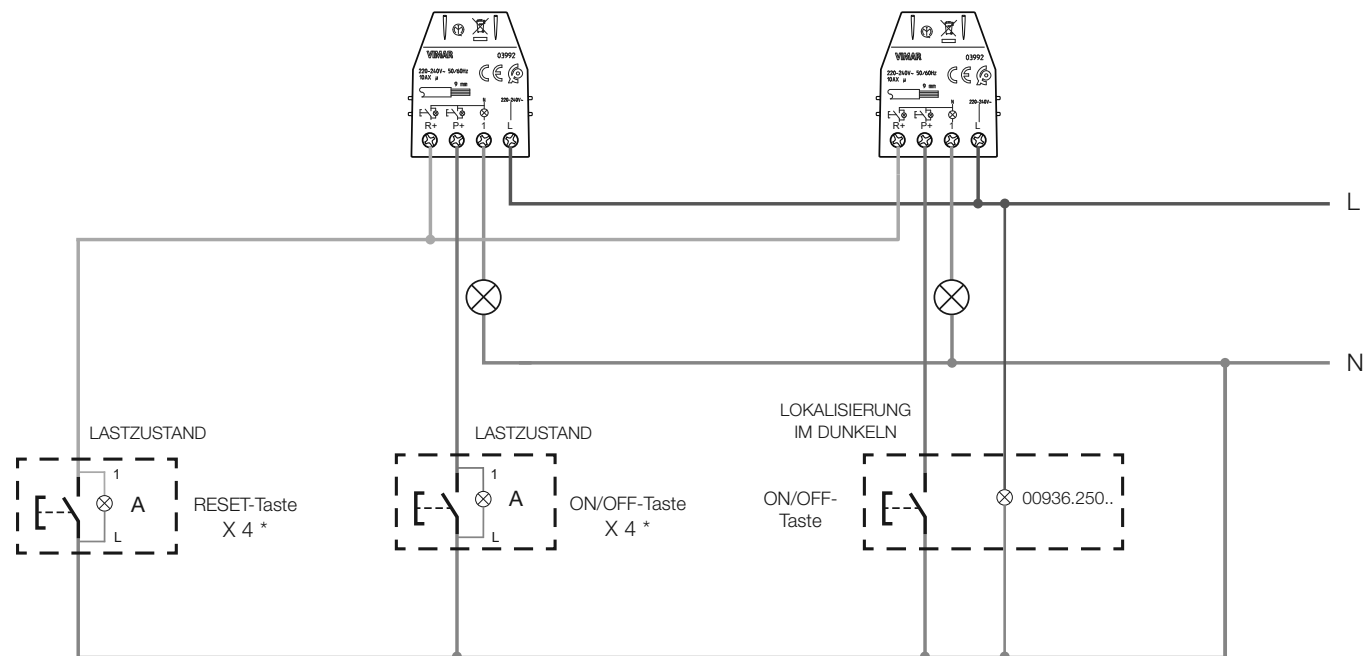 VIMAR 03992
220-240V~ 50/60Hz
10AX µ
9 mm
N
220-240V~
R+ P+ 1 L
VIMAR 03992
220-240V~ 50/60Hz
10AX µ
9 mm
N
220-240V~
R+ P+ 1 L
L
N
LASTZUSTAND
1
A
L
RESET-Taste
X 4 *
LASTZUSTAND
1
A
L
ON/OFF-Taste
X 4 *
LOKALISIERUNG
IM DUNKELN
ON/OFF-
Taste
00936.250..